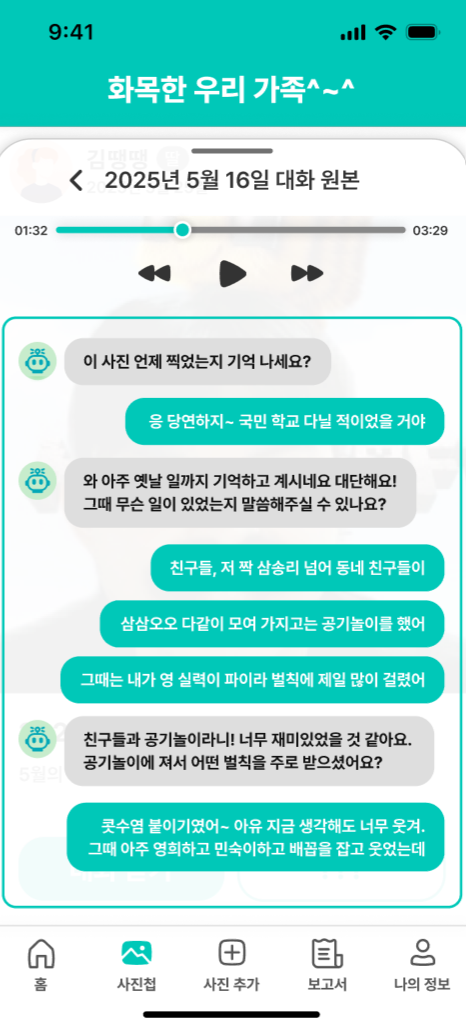 9:41
화목한 우리 가족^~^
김땡땡
2025년 5월 16일 대화 원본
01:32
03:29
이 사진 언제 찍었는지 기억 나세요?
응 당연하지~ 국민 학교 다닐 적이었을 거야
와 아주 옛날 일까지 기억하고 계시네요 대단해요!
그때 무슨 일이 있었는지 말씀해주실 수 있나요?
친구들, 저 짝 삼송리 넘어 동네 친구들이
삼삼오오 다같이 모여 가지고는 공기놀이를 했어
그때는 내가 영 실력이 파이라 벌칙에 제일 많이 걸렸어
친구들과 공기놀이라니! 너무 재미있었을 것 같아요.
공기놀이에 져서 어떤 벌칙을 주로 받으셨어요?
5월의
콧수염 붙이기였어~ 아유 지금 생각해도 너무 웃겨.
그때 아주 영희하고 민숙이하고 배꼽을 잡고 웃었는데
홈
사진첩
사진 추가
보고서
나의 정보